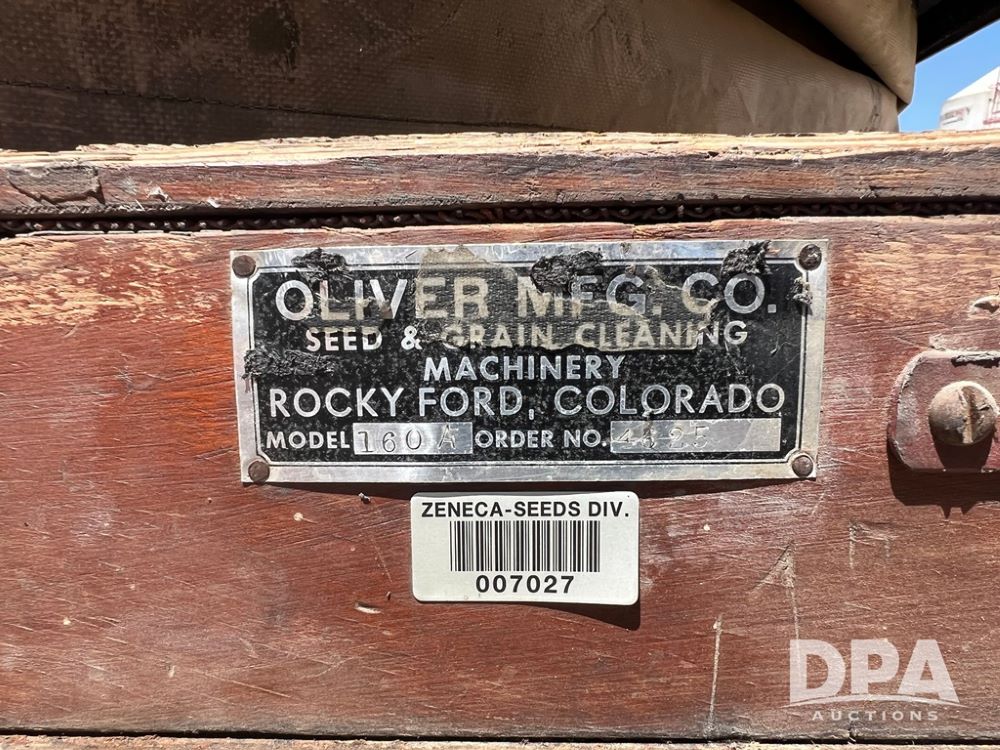 OLIVER MFG. CO.
SEED & GRAIN CLEANING
MACHINERY
ROCKY FORD, COLORADO
MODEL 160 A ORDER NO.
ZENECA-SEEDS DIV.
007027
DPA
AUCTIONS